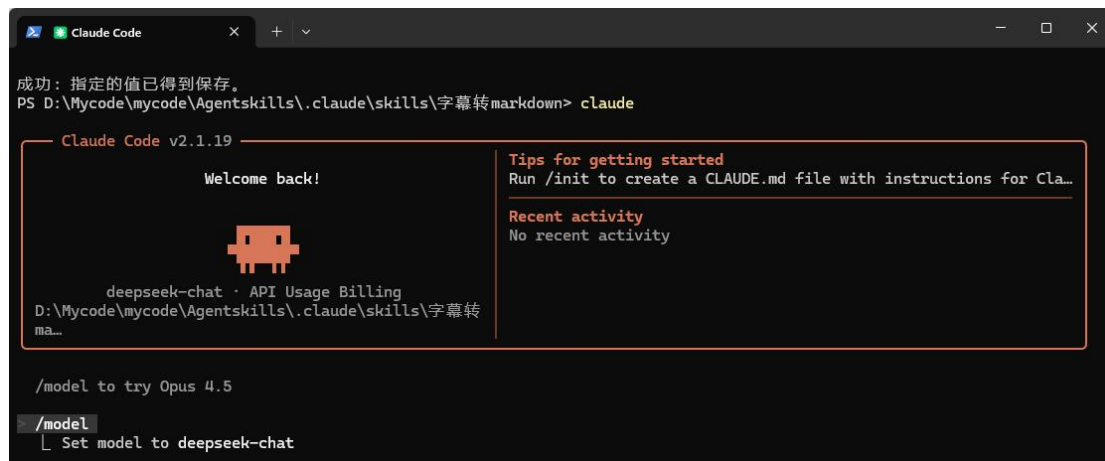 Claude Code
成功: 指定的值已得到保存。
PS D:\Mycode\mycode\Agentskills\.claude\skills\字幕转markdown> claude
Claude Code v2.1.19
Welcome back!
deepseek-chat · API Usage Billing
D:\Mycode\mycode\Agentskills\.claude\skills\字幕转
ma…
Tips for getting started
Run /init to create a CLAUDE.md file with instructions for Cla…
Recent activity
No recent activity
/model to try Opus 4.5
> /model
Set model to deepseek-chat